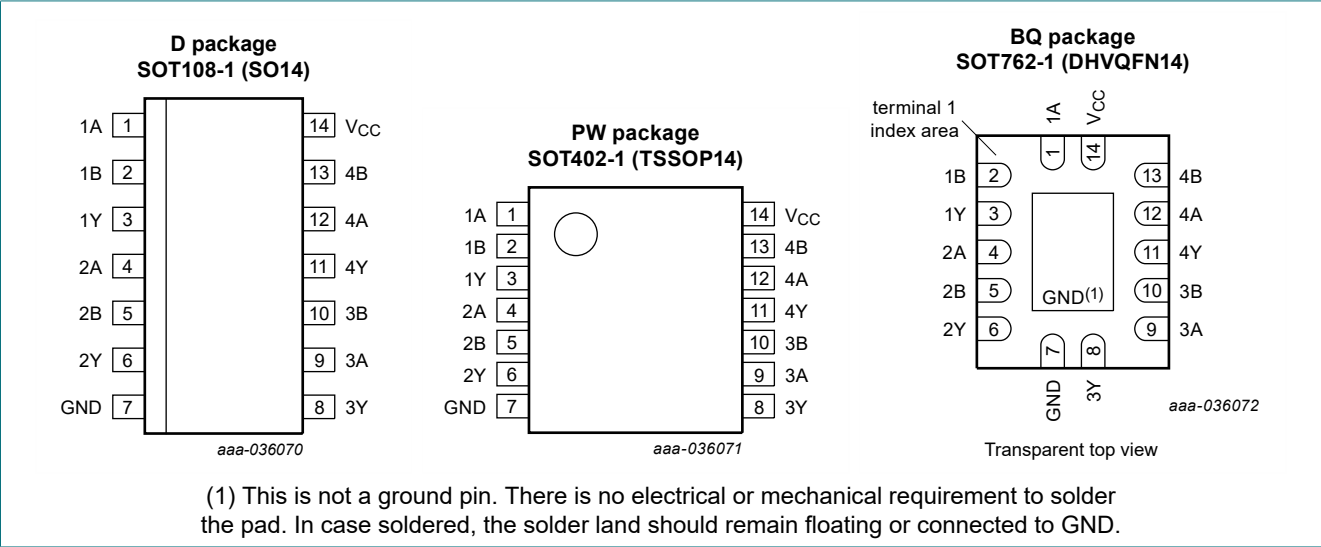 D package
SOT108-1 (SO14)
1A 1
1B 2
1Y 3
2A 4
2B 5
2Y 6
GND 7
14 VCC
13 4B
12 4A
11 4Y
10 3B
9 3A
8 3Y
aaa-036070
PW package
SOT402-1 (TSSOP14)
1A 1
1B 2
1Y 3
2A 4
2B 5
2Y 6
GND 7
14 VCC
13 4B
12 4A
11 4Y
10 3B
9 3A
8 3Y
aaa-036071
BQ package
SOT762-1 (DHVQFN14)
terminal 1
index area
1A 1
VCC 14
1B 2
1Y 3
2A 4
2B 5
2Y 6
13 4B
12 4A
11 4Y
10 3B
9 3A
GND(1)
7 GND
8 3Y
aaa-036072
Transparent top view
(1) This is not a ground pin. There is no electrical or mechanical requirement to solder
the pad. In case soldered, the solder land should remain floating or connected to GND.